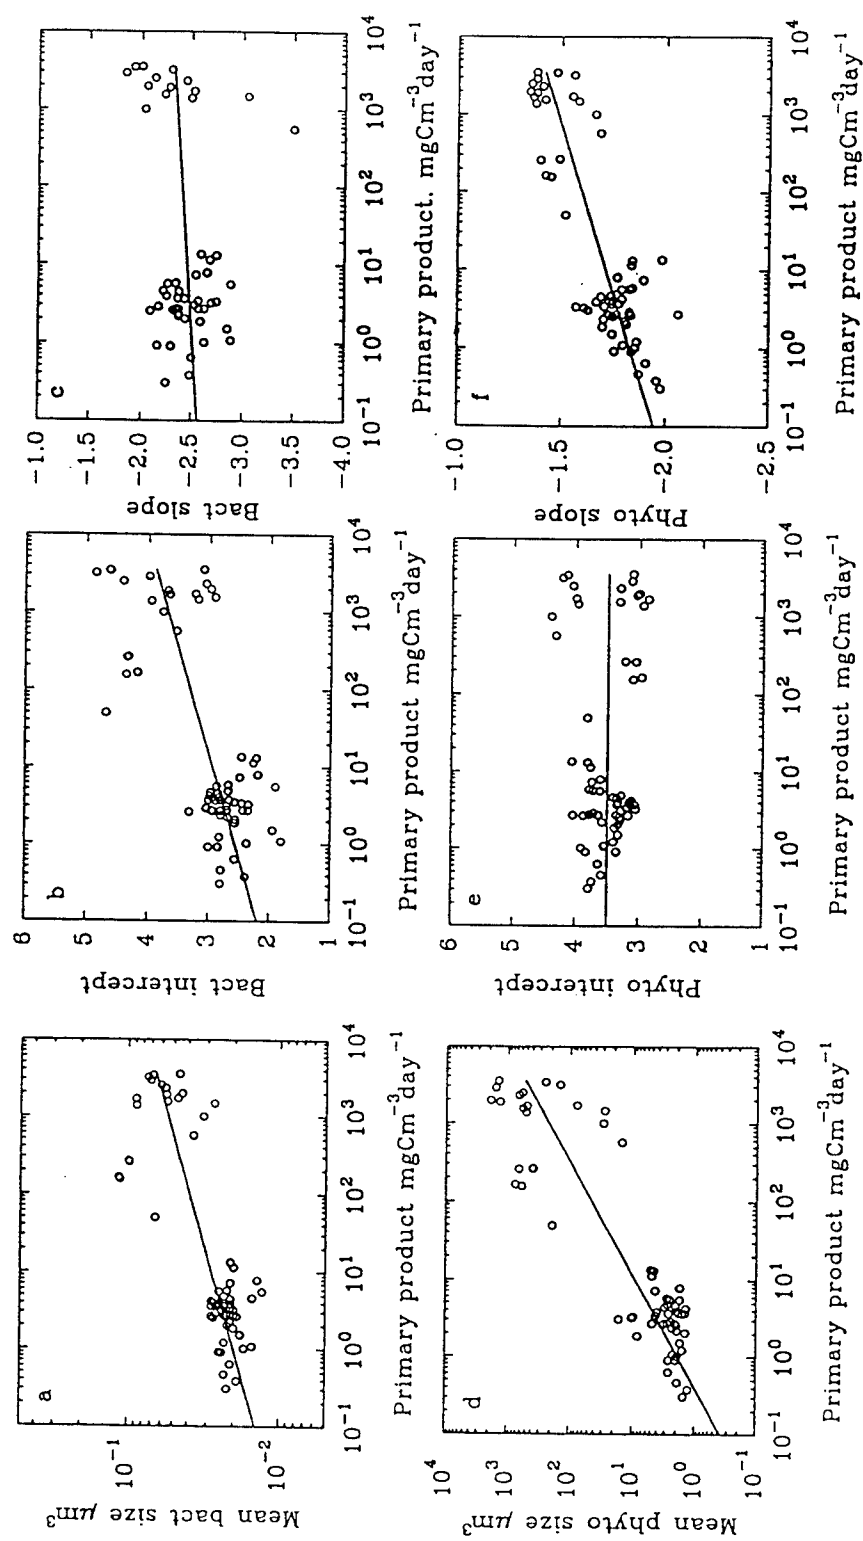 a
10⁻¹
10⁻²
Mean bact size μm³
10⁻¹ 10⁰ 10¹ 10² 10³ 10⁴
Primary product mgCm⁻³day⁻¹
b
6
5
4
3
2
1
Bact intercept
10⁻¹ 10⁰ 10¹ 10² 10³ 10⁴
Primary product mgCm⁻³day⁻¹
c
−1.0
−1.5
−2.0
−2.5
−3.0
−3.5
−4.0
Bact slope
10⁻¹ 10⁰ 10¹ 10² 10³ 10⁴
Primary product. mgCm⁻³day⁻¹
d
10⁴
10³
10²
10¹
10⁰
10⁻¹
Mean phyto size μm³
10⁻¹ 10⁰ 10¹ 10² 10³ 10⁴
Primary product mgCm⁻³day⁻¹
e
6
5
4
3
2
1
Phyto intercept
10⁻¹ 10⁰ 10¹ 10² 10³ 10⁴
Primary product mgCm⁻³day⁻¹
f
−1.0
−1.5
−2.0
−2.5
Phyto slope
10⁻¹ 10⁰ 10¹ 10² 10³ 10⁴
Primary product mgCm⁻³day⁻¹